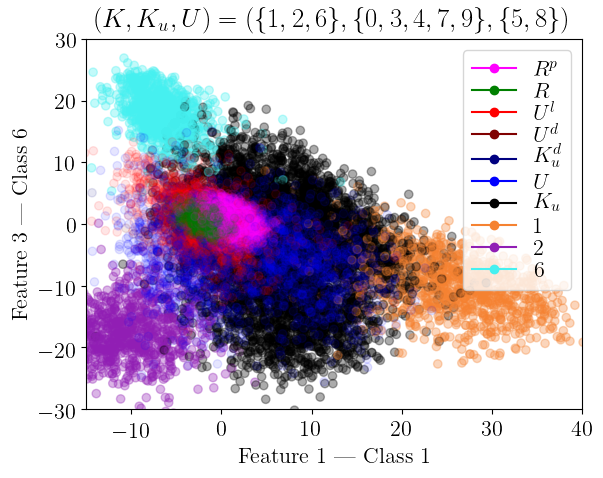 (K, K_u, U) = ({1, 2, 6}, {0, 3, 4, 7, 9}, {5, 8})
30
20
10
0
−10
−20
−30
Feature 3 — Class 6
R^p
R
U^l
U^d
K_u^d
U
K_u
1
2
6
−10
0
10
20
30
40
Feature 1 — Class 1